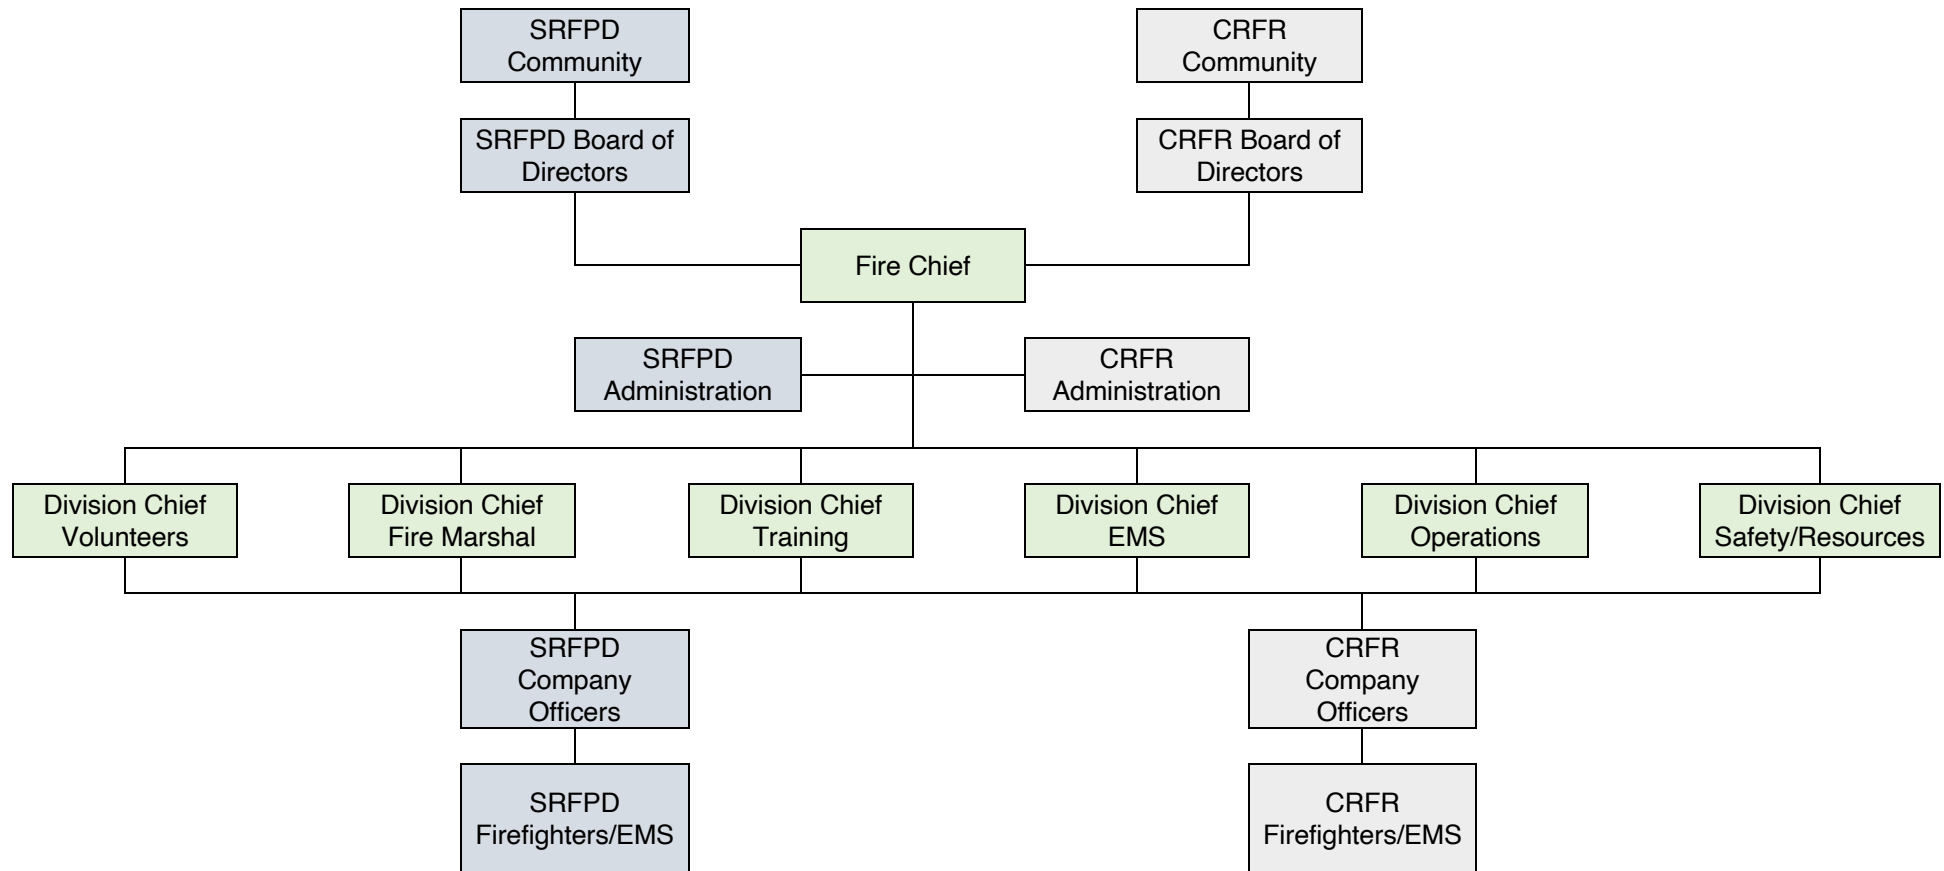 SRFPD
Community
CRFR
Community
SRFPD Board of
Directors
CRFR Board of
Directors
Fire Chief
SRFPD
Administration
CRFR
Administration
Division Chief
Volunteers
Division Chief
Fire Marshal
Division Chief
Training
Division Chief
EMS
Division Chief
Operations
Division Chief
Safety/Resources
SRFPD
Company
Officers
CRFR
Company
Officers
SRFPD
Firefighters/EMS
CRFR
Firefighters/EMS